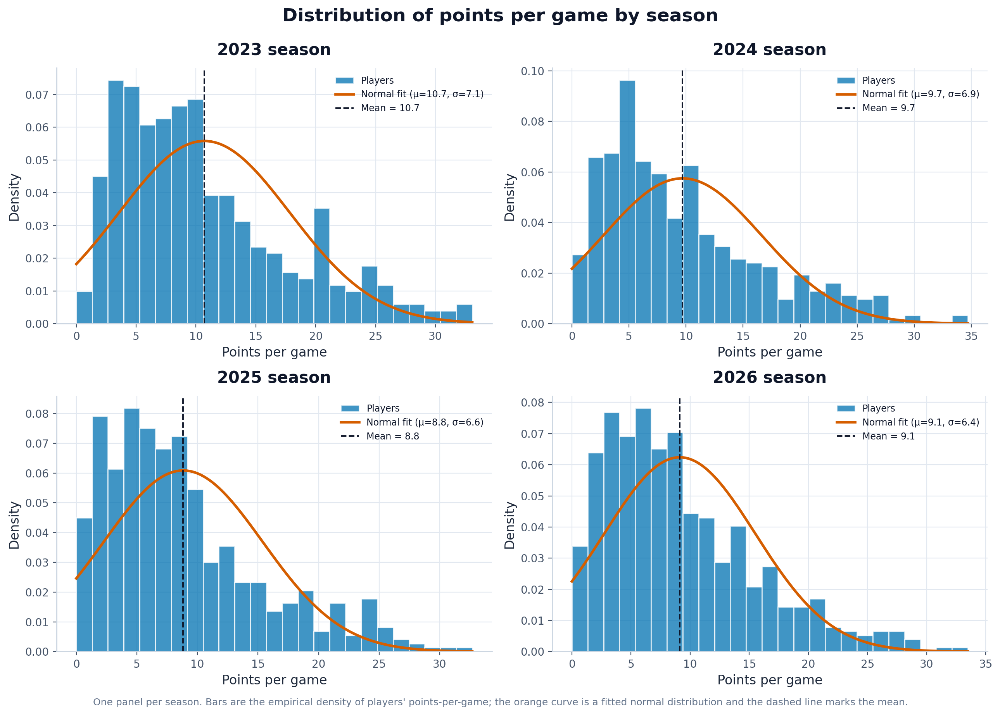 Distribution of points per game by season
2023 season
Density
0.07
0.06
0.05
0.04
0.03
0.02
0.01
0.00
0 5 10 15 20 25 30
Points per game
Players
Normal fit (μ=10.7, σ=7.1)
Mean = 10.7
2024 season
Density
0.10
0.08
0.06
0.04
0.02
0.00
0 5 10 15 20 25 30 35
Points per game
Players
Normal fit (μ=9.7, σ=6.9)
Mean = 9.7
2025 season
Density
0.08
0.07
0.06
0.05
0.04
0.03
0.02
0.01
0.00
0 5 10 15 20 25 30
Points per game
Players
Normal fit (μ=8.8, σ=6.6)
Mean = 8.8
2026 season
Density
0.08
0.07
0.06
0.05
0.04
0.03
0.02
0.01
0.00
0 5 10 15 20 25 30 35
Points per game
Players
Normal fit (μ=9.1, σ=6.4)
Mean = 9.1
One panel per season. Bars are the empirical density of players' points-per-game; the orange curve is a fitted normal distribution and the dashed line marks the mean.